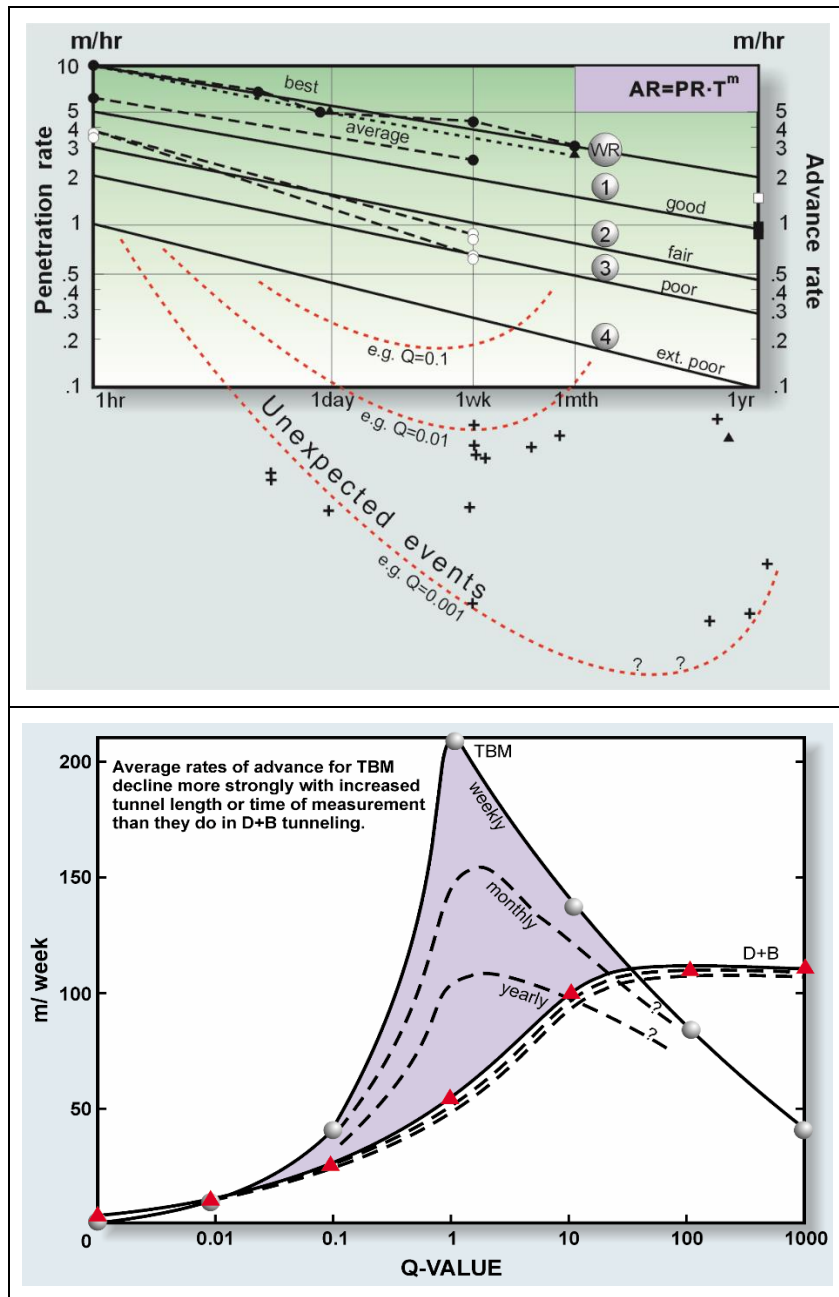 m/hr
m/hr
10
5
4
3
2
1
.5
.4
.3
.2
.1
Penetration rate
best
average
AR=PR·T^m
WR
1
good
2
fair
3
poor
4
ext. poor
5
4
3
2
1
.5
.4
.3
.2
.1
Advance rate
1hr
1day
1wk
1mth
1yr
e.g. Q=0.1
e.g. Q=0.01
Unexpected events
e.g. Q=0.001
? ?
Average rates of advance for TBM
decline more strongly with increased
tunnel length or time of measurement
than they do in D+B tunneling.
TBM
weekly
monthly
yearly
D+B
?
?
200
150
100
50
m/ week
0
0.01
0.1
1
10
100
1000
Q-VALUE